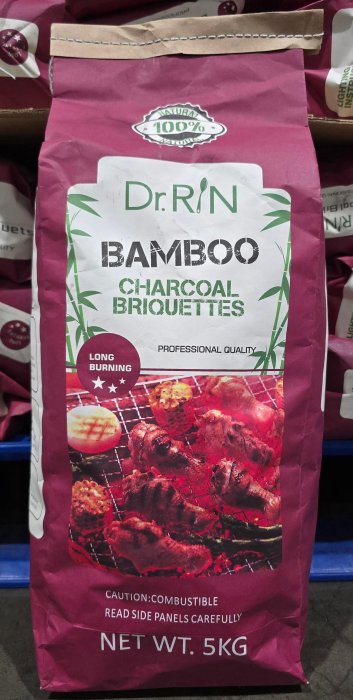 NATURAL
100%
NATURAL
Dr.RIN
BAMBOO
CHARCOAL
BRIQUETTES
PROFESSIONAL QUALITY
LONG
BURNING
CAUTION:COMBUSTIBLE
READ SIDE PANELS CAREFULLY
NET WT. 5KG